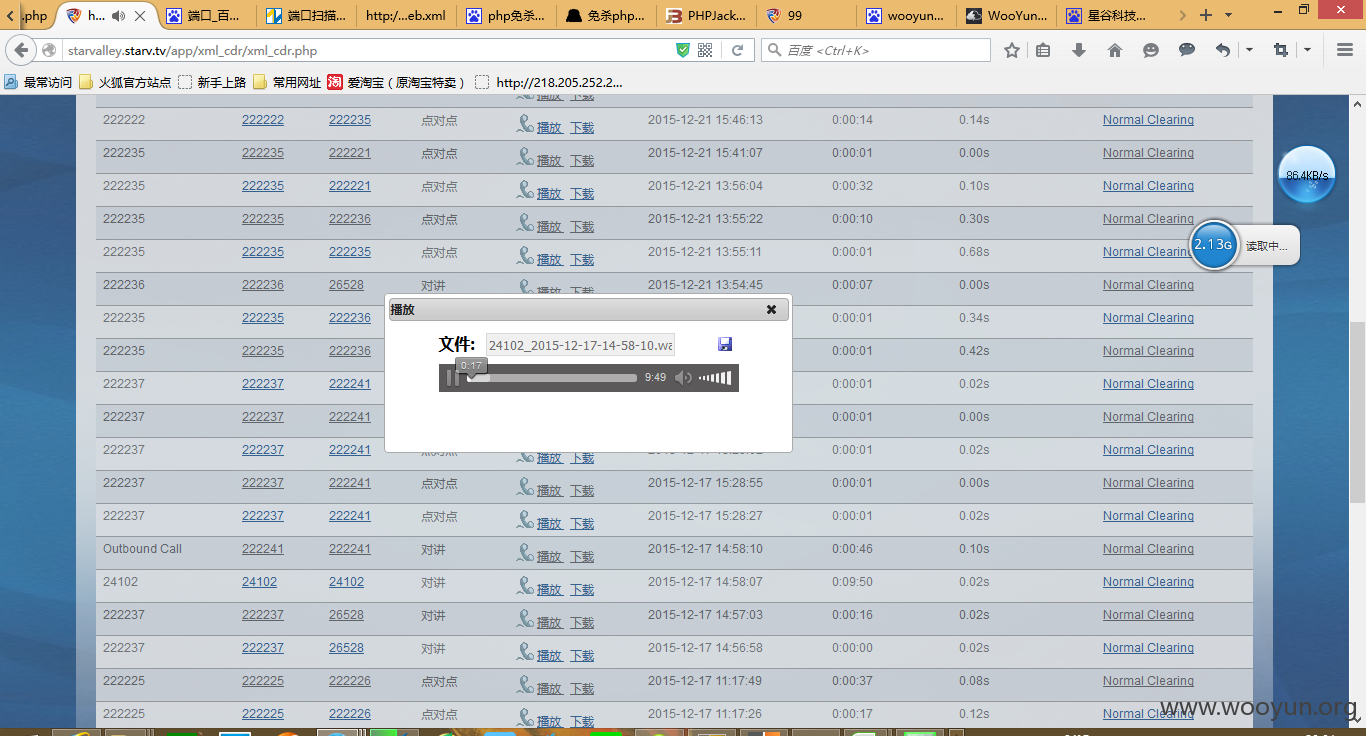 .php h... 端口_百... 端口扫描... http:/...eb.xml php免杀... 免杀php... PHPJack... 99 wooyun... WooYun... 星谷科技...
starvalley.starv.tv/app/xml_cdr/xml_cdr.php 百度 <Ctrl+K>
最常访问 火狐官方站点 新手上路 常用网址 淘 爱淘宝（原淘宝特卖） http://218.205.252.2...
播放 下载
222222 222222 222235 点对点 播放 下载 2015-12-21 15:46:13 0:00:14 0.14s Normal Clearing
222235 222235 222221 点对点 播放 下载 2015-12-21 15:41:07 0:00:01 0.00s Normal Clearing
86.4KB/s
222235 222235 222221 点对点 播放 下载 2015-12-21 13:56:04 0:00:32 0.10s Normal Clearing
222235 222235 222236 点对点 播放 下载 2015-12-21 13:55:22 0:00:10 0.30s Normal Clearing
2.13G 读取中...
222235 222235 222235 点对点 播放 下载 2015-12-21 13:55:11 0:00:01 0.68s Normal Clearing
222236 222236 26528 对讲 播放 下载 2015-12-21 13:54:45 0:00:07 0.00s Normal Clearing
播放
222235 222235 222236 0:00:01 0.34s Normal Clearing
文件: 24102_2015-12-17-14-58-10.wa
222235 222235 222236 0:00:01 0.42s Normal Clearing
0:17
9:49
222237 222237 222241 0:00:01 0.02s Normal Clearing
222237 222237 222241 0:00:01 0.00s Normal Clearing
222237 222237 222241 播放 下载 0:00:01 0.02s Normal Clearing
222237 222237 222241 点对点 播放 下载 2015-12-17 15:28:55 0:00:01 0.00s Normal Clearing
222237 222237 222241 点对点 播放 下载 2015-12-17 15:28:27 0:00:01 0.02s Normal Clearing
Outbound Call 222241 222241 对讲 播放 下载 2015-12-17 14:58:10 0:00:46 0.10s Normal Clearing
24102 24102 24102 对讲 播放 下载 2015-12-17 14:58:07 0:09:50 0.02s Normal Clearing
222237 222237 26528 对讲 播放 下载 2015-12-17 14:57:03 0:00:16 0.02s Normal Clearing
222237 222237 26528 对讲 播放 下载 2015-12-17 14:56:58 0:00:00 0.02s Normal Clearing
222225 222225 222226 点对点 播放 下载 2015-12-17 11:17:49 0:00:37 0.08s Normal Clearing
222225 222225 222226 点对点 播放 下载 2015-12-17 11:17:26 0:00:17 0.12s Normal Clearing
www.wooyun.org